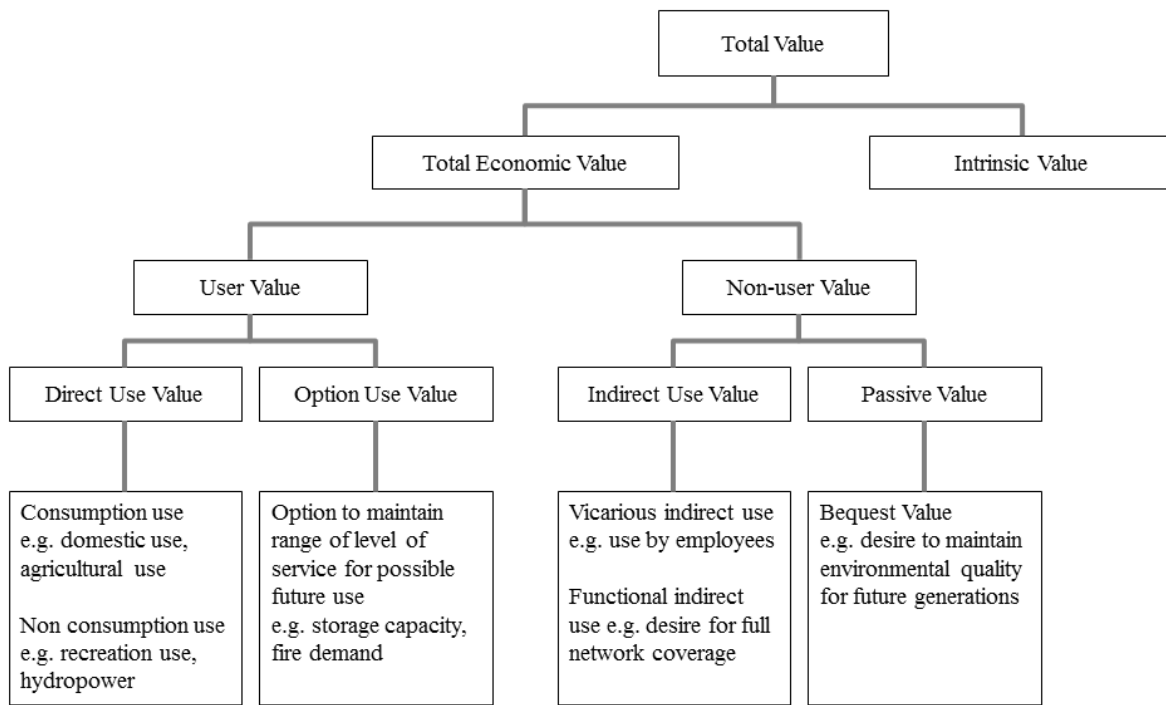 Total Value
Total Economic Value
Intrinsic Value
User Value
Non-user Value
Direct Use Value
Option Use Value
Indirect Use Value
Passive Value
Consumption use
e.g. domestic use,
agricultural use
Non consumption use
e.g. recreation use,
hydropower
Option to maintain
range of level of
service for possible
future use
e.g. storage capacity,
fire demand
Vicarious indirect use
e.g. use by employees
Functional indirect
use e.g. desire for full
network coverage
Bequest Value
e.g. desire to maintain
environmental quality
for future generations